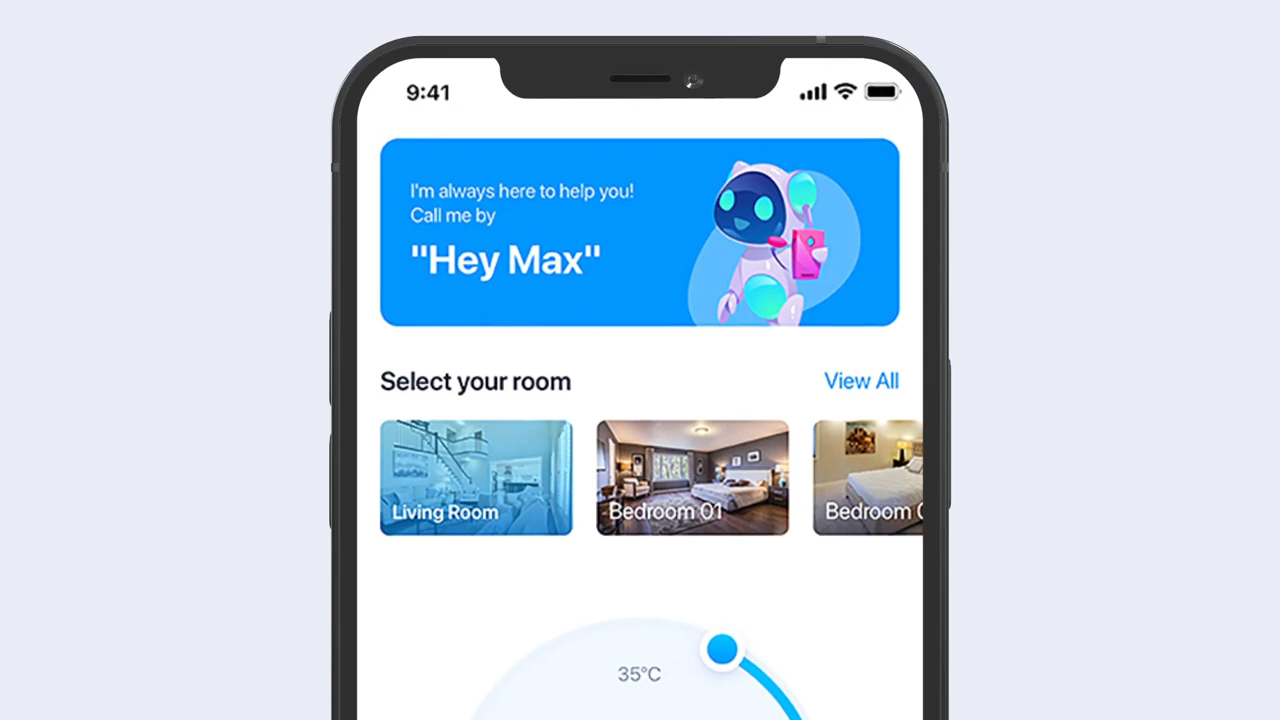 9:41
I'm always here to help you!
Call me by
"Hey Max"
Select your room
View All
Living Room
Bedroom 01
Bedroom
35°C